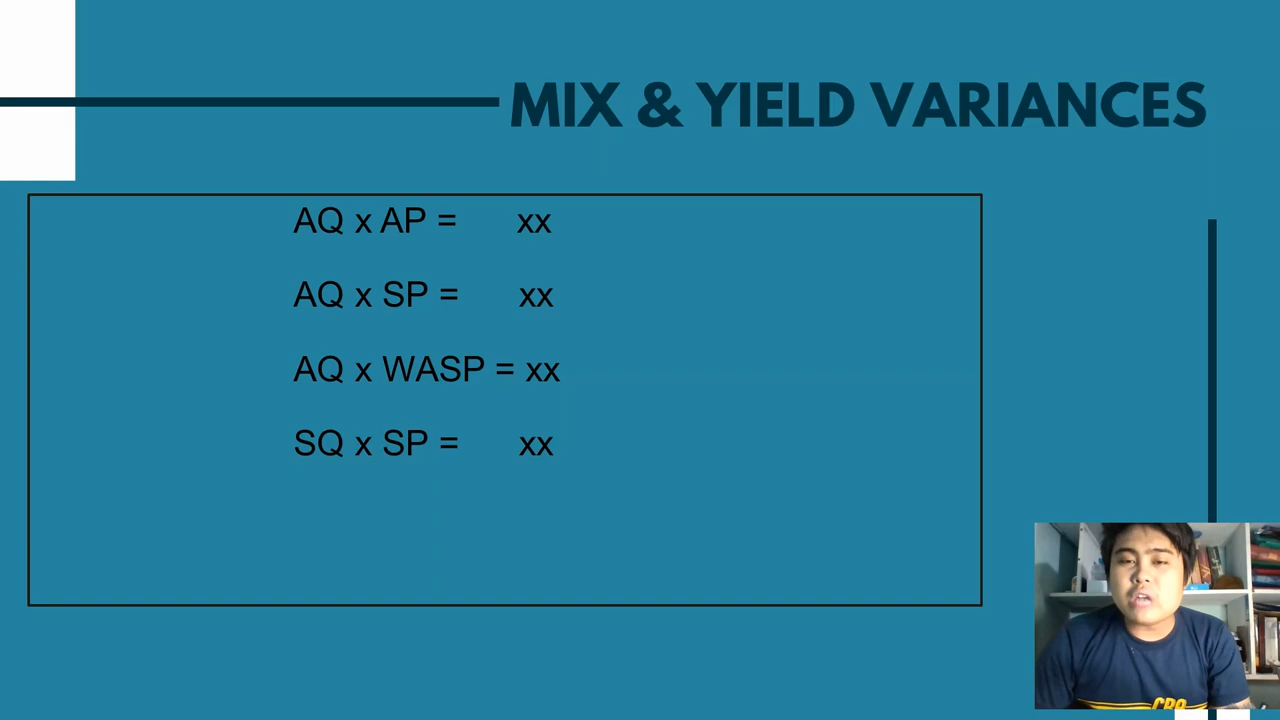 MIX & YIELD VARIANCES
AQ x AP = xx
AQ x SP = xx
AQ x WASP = xx
SQ x SP = xx